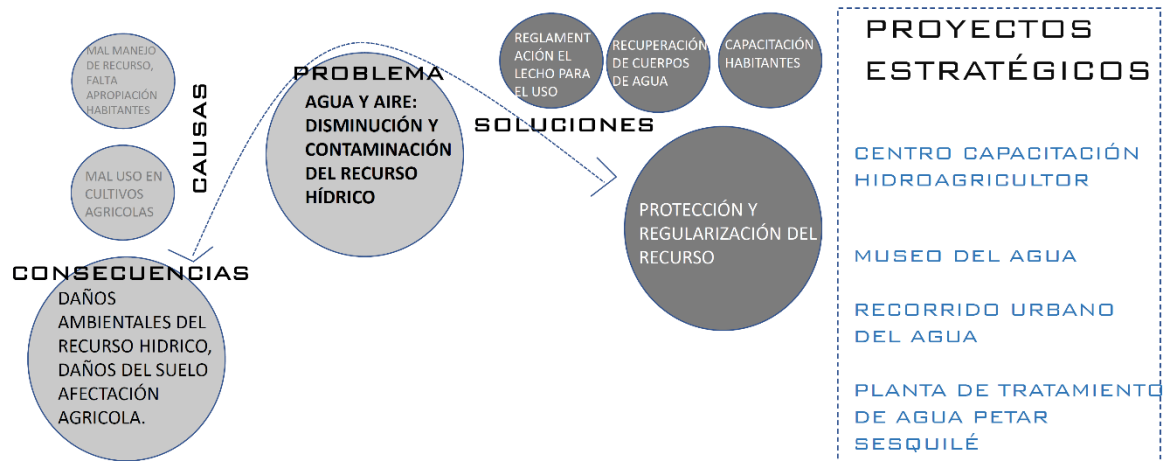 MAL MANEJO
DE RECURSO,
FALTA
APROPIACIÓN
HABITANTES
CAUSAS
MAL USO EN
CULTIVOS
AGRICOLAS
CONSECUENCIAS
DAÑOS
AMBIENTALES DEL
RECURSO HIDRICO,
DAÑOS DEL SUELO
AFECTACIÓN
AGRICOLA.
PROBLEMA
AGUA Y AIRE:
DISMINUCIÓN Y
CONTAMINACIÓN
DEL RECURSO
HÍDRICO
SOLUCIONES
REGLAMENT
ACIÓN EL
LECHO PARA
EL USO
RECUPERACIÓN
DE CUERPOS
DE AGUA
CAPACITACIÓN
HABITANTES
PROTECCIÓN Y
REGULARIZACIÓN DEL
RECURSO
PROYECTOS
ESTRATÉGICOS
CENTRO CAPACITACIÓN
HIDROAGRICULTOR
MUSEO DEL AGUA
RECORRIDO URBANO
DEL AGUA
PLANTA DE TRATAMIENTO
DE AGUA PETAR
SESQUILÉ